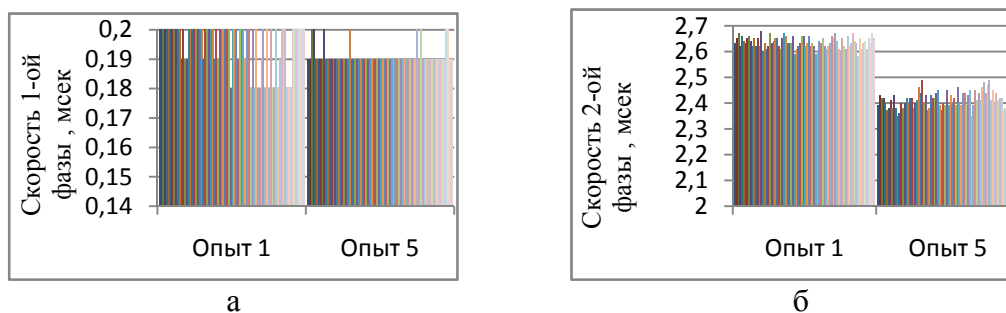 Скорость 1-ой
фазы , мсек
0,2
0,19
0,18
0,17
0,16
0,15
0,14
Опыт 1
Опыт 5
а
Скорость 2-ой
фазы , мсек
2,7
2,6
2,5
2,4
2,3
2,2
2,1
2
Опыт 1
Опыт 5
б